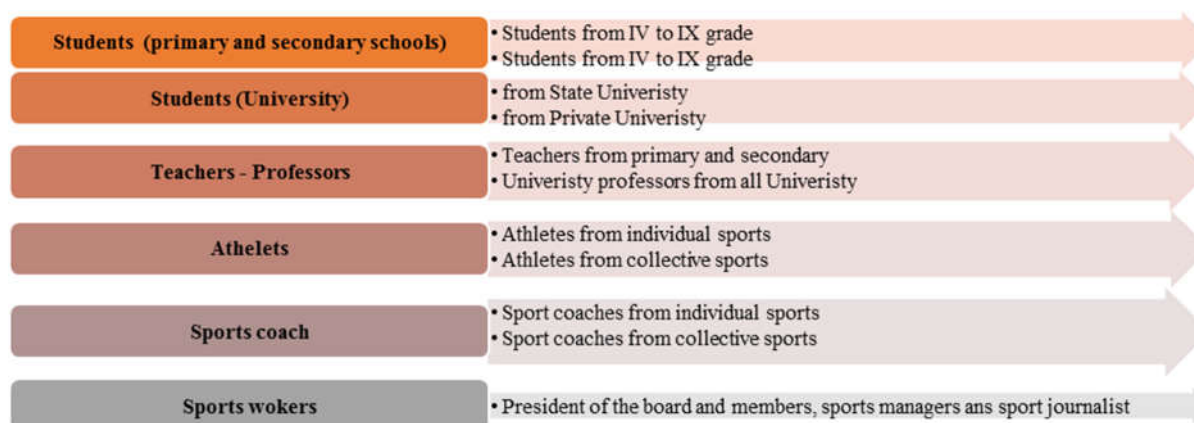 Students (primary and secondary schools)
• Students from IV to IX grade
• Students from IV to IX grade
Students (University)
• from State Univeristy
• from Private Univeristy
Teachers - Professors
• Teachers from primary and secondary
• Univeristy professors from all Univeristy
Athelets
• Athletes from individual sports
• Athletes from collective sports
Sports coach
• Sport coaches from individual sports
• Sport coaches from collective sports
Sports wokers
• President of the board and members, sports managers ans sport journalist